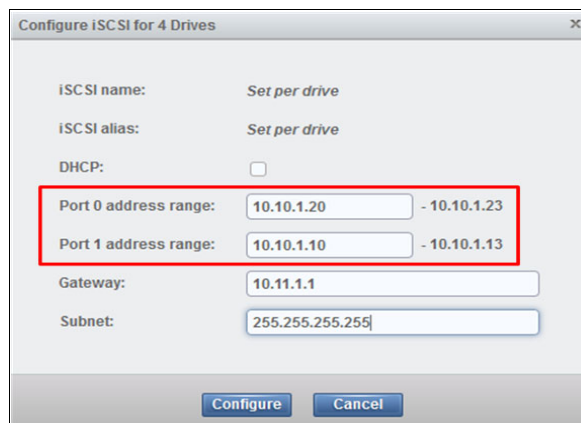 Configure iSCSI for 4 Drives x
iSCSI name: Set per drive
iSCSI alias: Set per drive
DHCP:
Port 0 address range: 10.10.1.20 - 10.10.1.23
Port 1 address range: 10.10.1.10 - 10.10.1.13
Gateway: 10.11.1.1
Subnet: 255.255.255.255
Configure Cancel